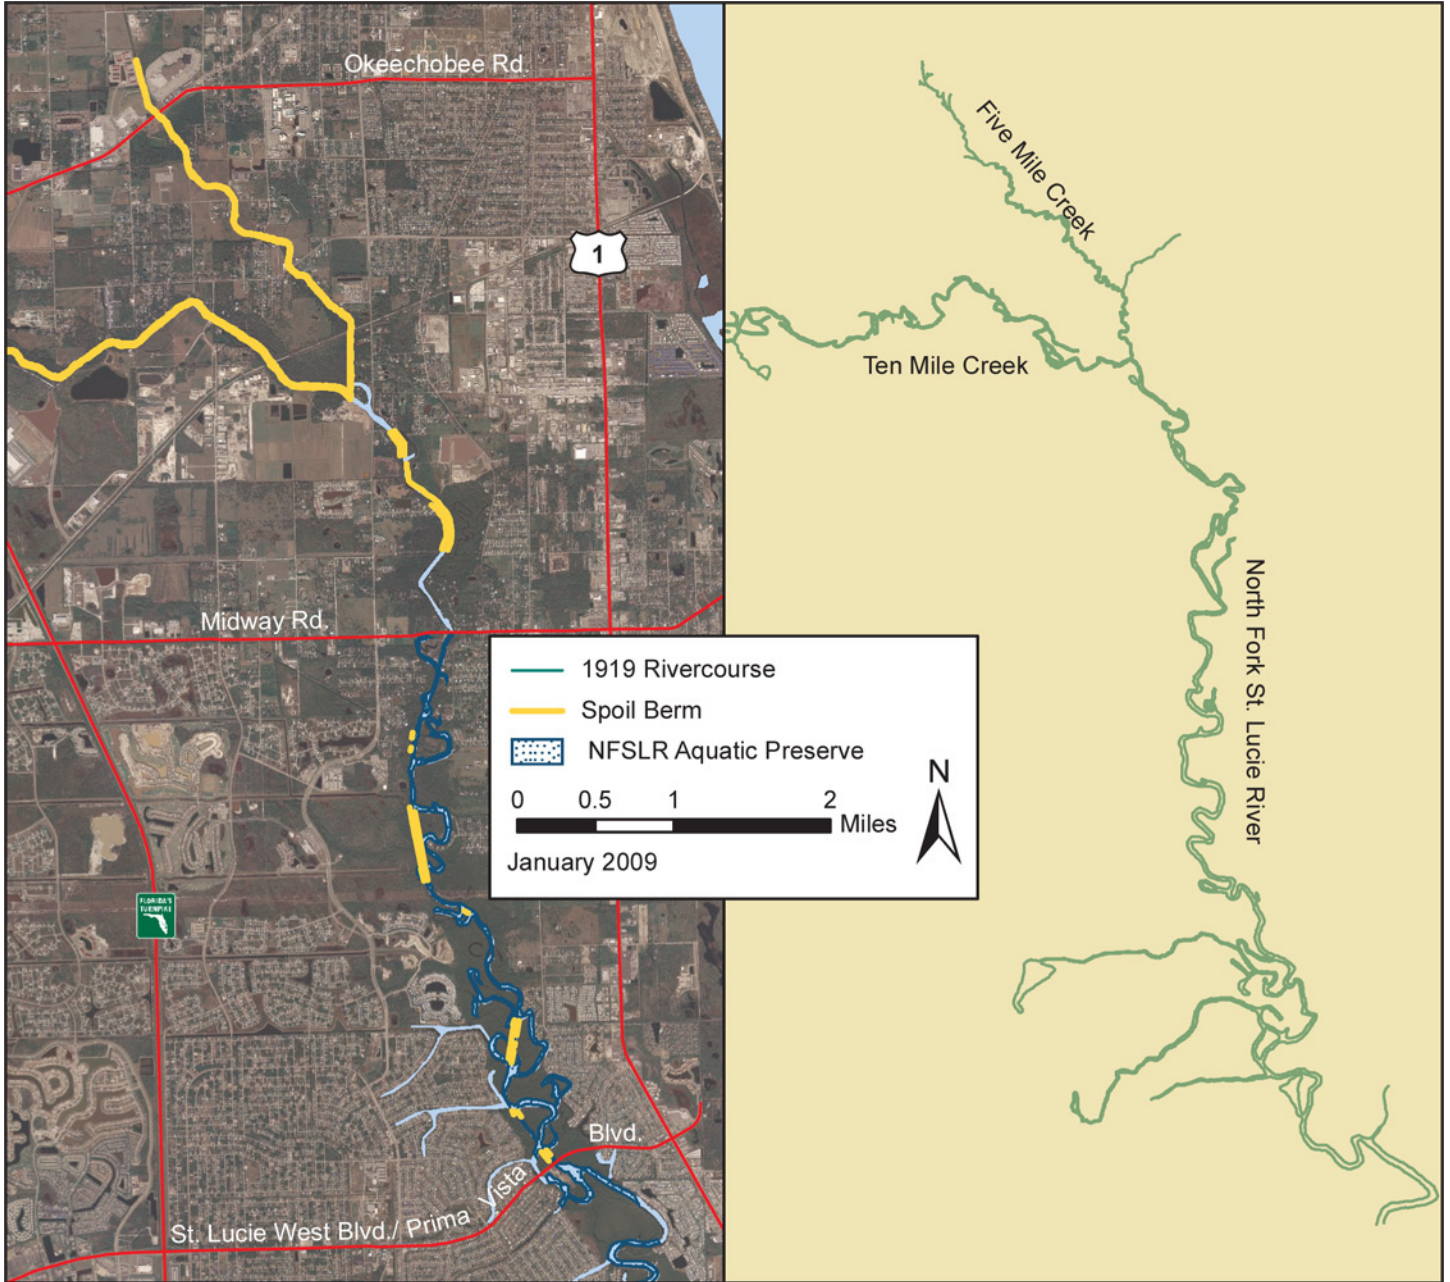 Okeechobee Rd.
1
Midway Rd.
FLORIDA'S
TURNPIKE
Blvd.
St. Lucie West Blvd./ Prima Vista
Five Mile Creek
Ten Mile Creek
North Fork St. Lucie River
1919 Rivercourse
Spoil Berm
NFSLR Aquatic Preserve
N
0 0.5 1 2
Miles
January 2009